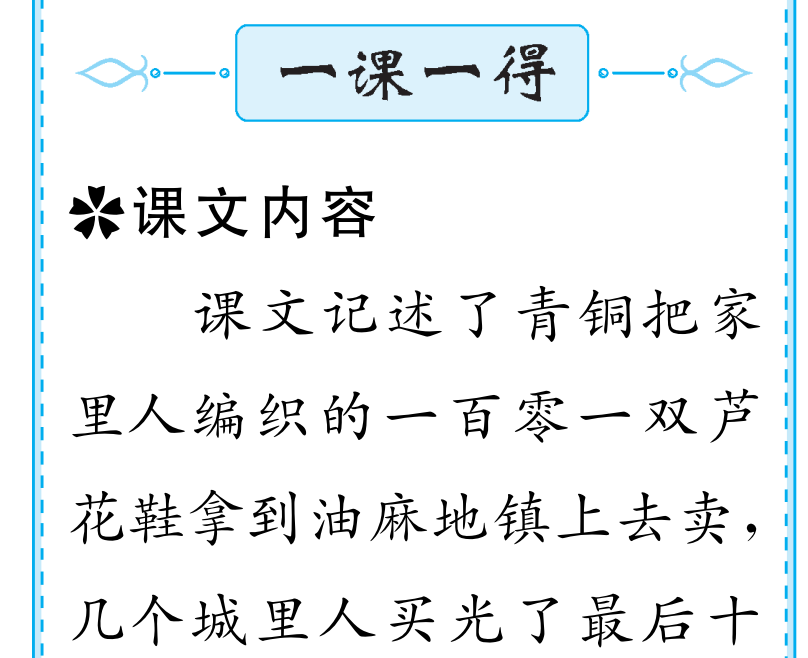 一课一得
课文内容
课文记述了青铜把家
里人编织的一百零一双芦
花鞋拿到油麻地镇上去卖，
几个城里人买光了最后十